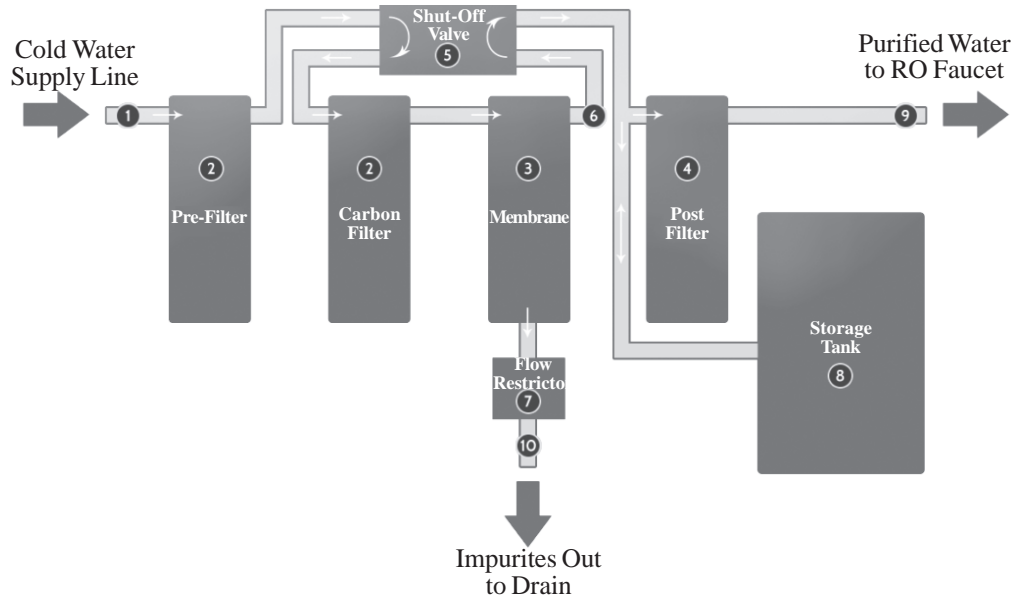 Cold Water
Supply Line
1
2
Pre-Filter
2
Carbon
Filter
Shut-Off
Valve
5
3
Membrane
6
4
Post
Filter
Purified Water
to RO Faucet
9
Storage
Tank
8
Flow
Restricto
7
10
Impurites Out
to Drain